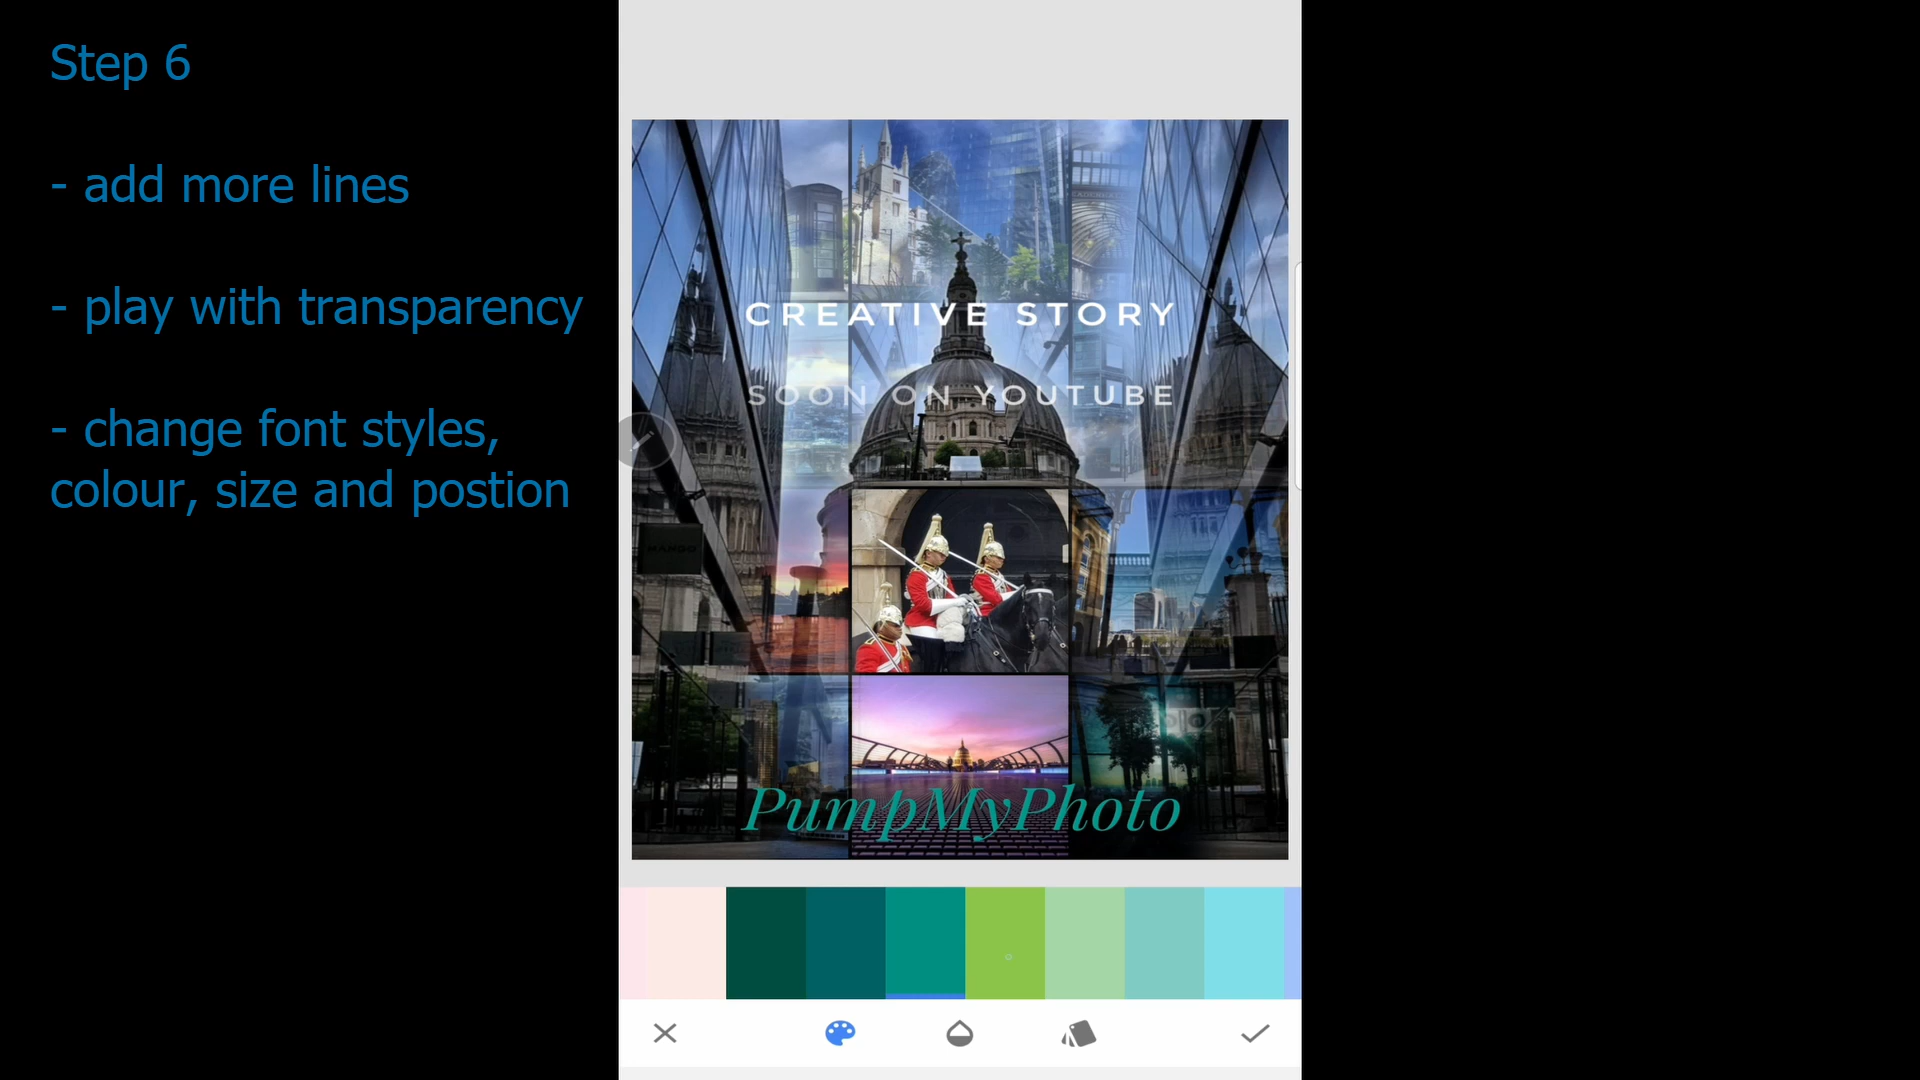 Step 6
- add more lines
- play with transparency
- change font styles,
colour, size and postion
CREATIVE STORY
SOON ON YOUTUBE
MANGO
PumpMyPhoto